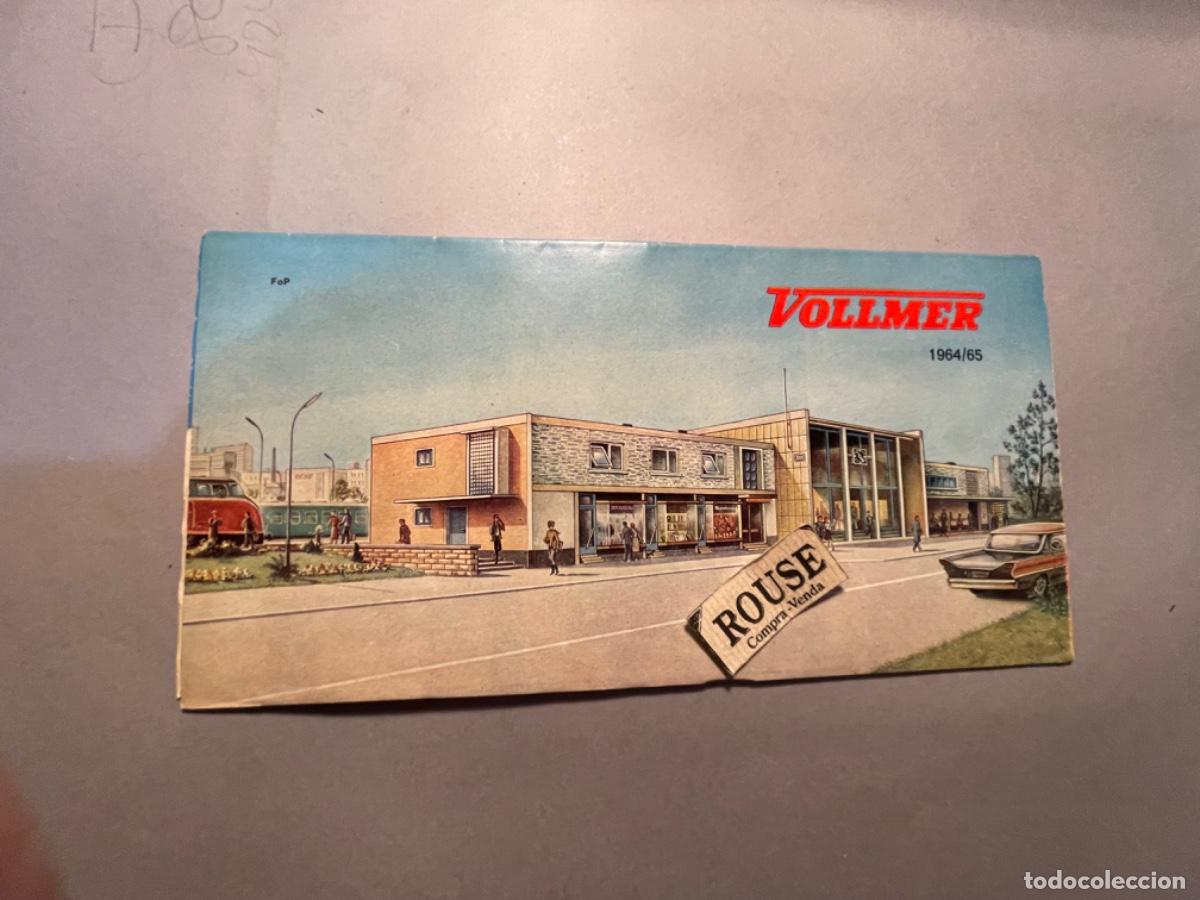 FoP
VOLLMER
1964/65
ROUSE
Compra-Venda
todocoleccion